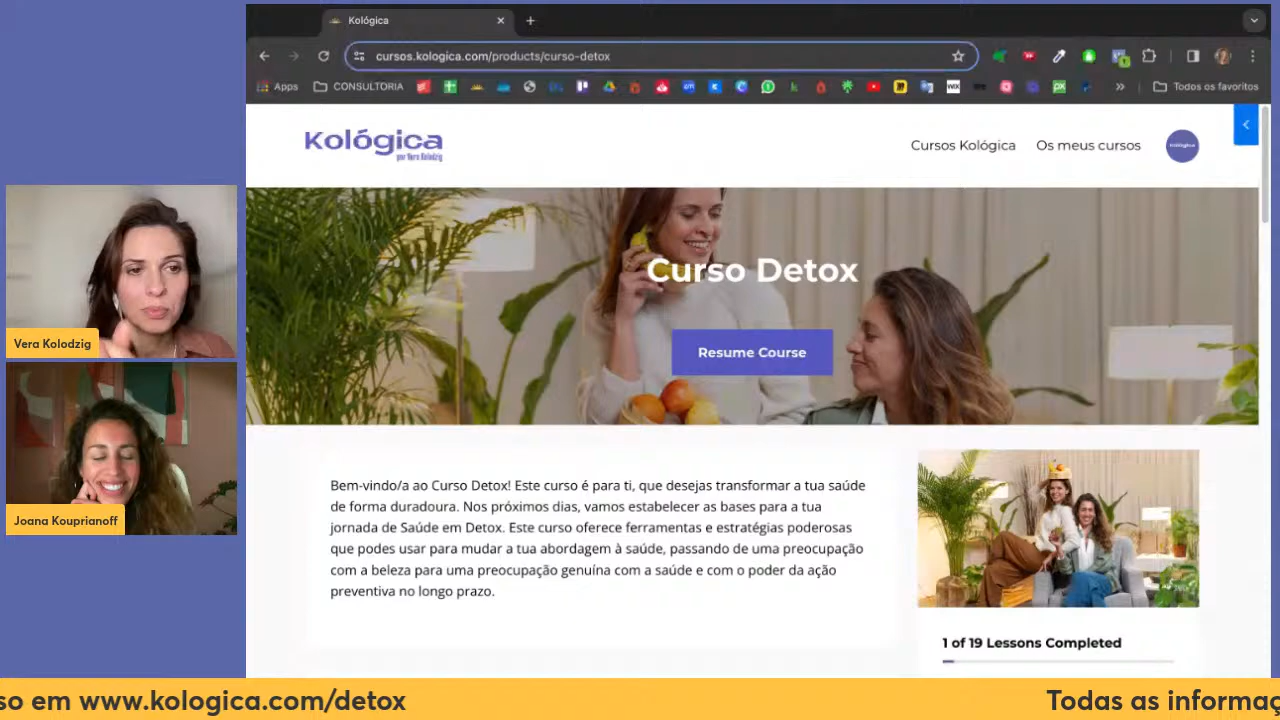 Kológica
cursos.kologica.com/products/curso-detox
Apps
CONSULTORIA
Todos os favoritos
Kológica
por Vera Kolodzig
Cursos Kológica
Os meus cursos
Kológica
Curso Detox
Resume Course
Vera Kolodzig
Joana Kouprianoff
Bem-vindo/a ao Curso Detox! Este curso é para ti, que desejas transformar a tua saúde
de forma duradoura. Nos próximos dias, vamos estabelecer as bases para a tua
jornada de Saúde em Detox. Este curso oferece ferramentas e estratégias poderosas
que podes usar para mudar a tua abordagem à saúde, passando de uma preocupação
com a beleza para uma preocupação genuína com a saúde e com o poder da ação
preventiva no longo prazo.
1 of 19 Lessons Completed
so em www.kologica.com/detox
Todas as informaç